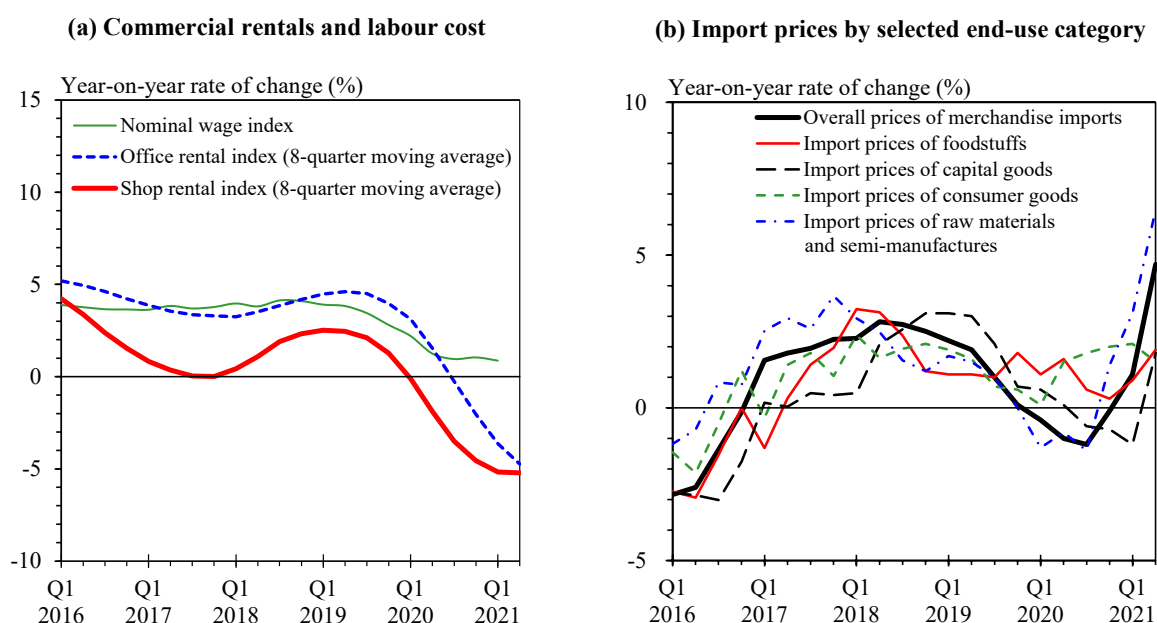 (a) Commercial rentals and labour cost
Year-on-year rate of change (%)
15
10
5
0
-5
-10
Nominal wage index
Office rental index (8-quarter moving average)
Shop rental index (8-quarter moving average)
Q1 Q1 Q1 Q1 Q1 Q1
2016 2017 2018 2019 2020 2021
(b) Import prices by selected end-use category
Year-on-year rate of change (%)
10
5
0
-5
Overall prices of merchandise imports
Import prices of foodstuffs
Import prices of capital goods
Import prices of consumer goods
Import prices of raw materials
and semi-manufactures
Q1 Q1 Q1 Q1 Q1 Q1
2016 2017 2018 2019 2020 2021